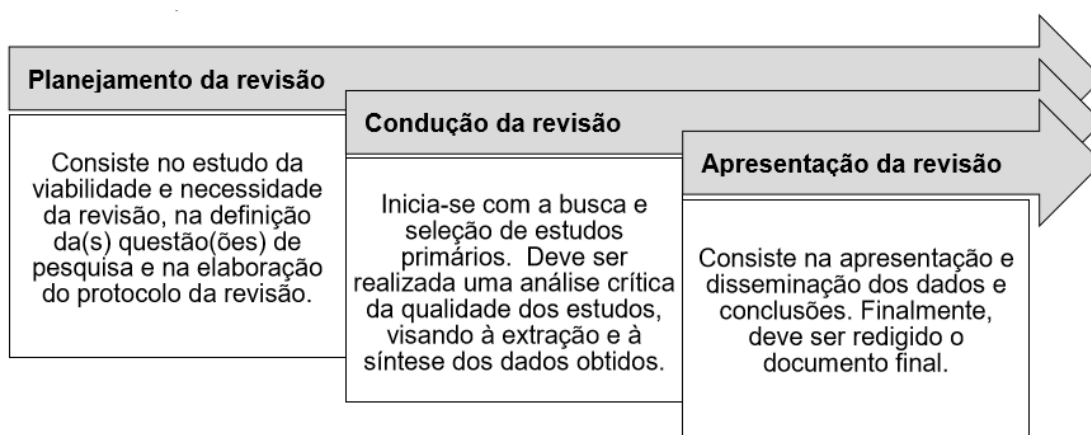 Planejamento da revisão
Consiste no estudo da
viabilidade e necessidade
da revisão, na definição
da(s) questão(ões) de
pesquisa e na elaboração
do protocolo da revisão.
Condução da revisão
Inicia-se com a busca e
seleção de estudos
primários. Deve ser
realizada uma análise crítica
da qualidade dos estudos,
visando à extração e à
síntese dos dados obtidos.
Apresentação da revisão
Consiste na apresentação e
disseminação dos dados e
conclusões. Finalmente,
deve ser redigido o
documento final.